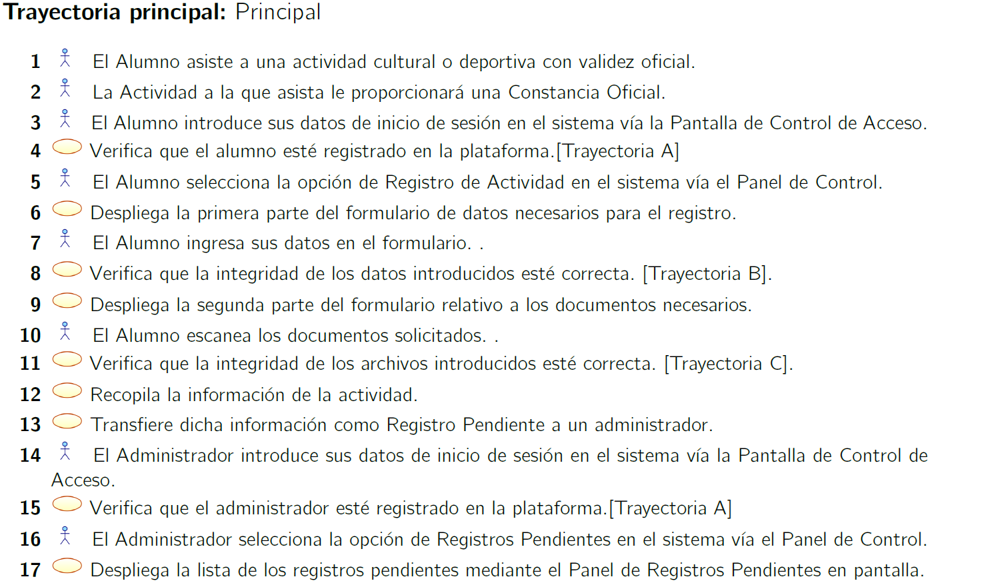 Trayectoria principal: Principal
1 El Alumno asiste a una actividad cultural o deportiva con validez oficial.
2 La Actividad a la que asista le proporcionará una Constancia Oficial.
3 El Alumno introduce sus datos de inicio de sesión en el sistema vía la Pantalla de Control de Acceso.
4 Verifica que el alumno esté registrado en la plataforma.[Trayectoria A]
5 El Alumno selecciona la opción de Registro de Actividad en el sistema vía el Panel de Control.
6 Despliega la primera parte del formulario de datos necesarios para el registro.
7 El Alumno ingresa sus datos en el formulario. .
8 Verifica que la integridad de los datos introducidos esté correcta. [Trayectoria B].
9 Despliega la segunda parte del formulario relativo a los documentos necesarios.
10 El Alumno escanea los documentos solicitados. .
11 Verifica que la integridad de los archivos introducidos esté correcta. [Trayectoria C].
12 Recopila la información de la actividad.
13 Transfiere dicha información como Registro Pendiente a un administrador.
14 El Administrador introduce sus datos de inicio de sesión en el sistema vía la Pantalla de Control de
Acceso.
15 Verifica que el administrador esté registrado en la plataforma.[Trayectoria A]
16 El Administrador selecciona la opción de Registros Pendientes en el sistema vía el Panel de Control.
17 Despliega la lista de los registros pendientes mediante el Panel de Registros Pendientes en pantalla.